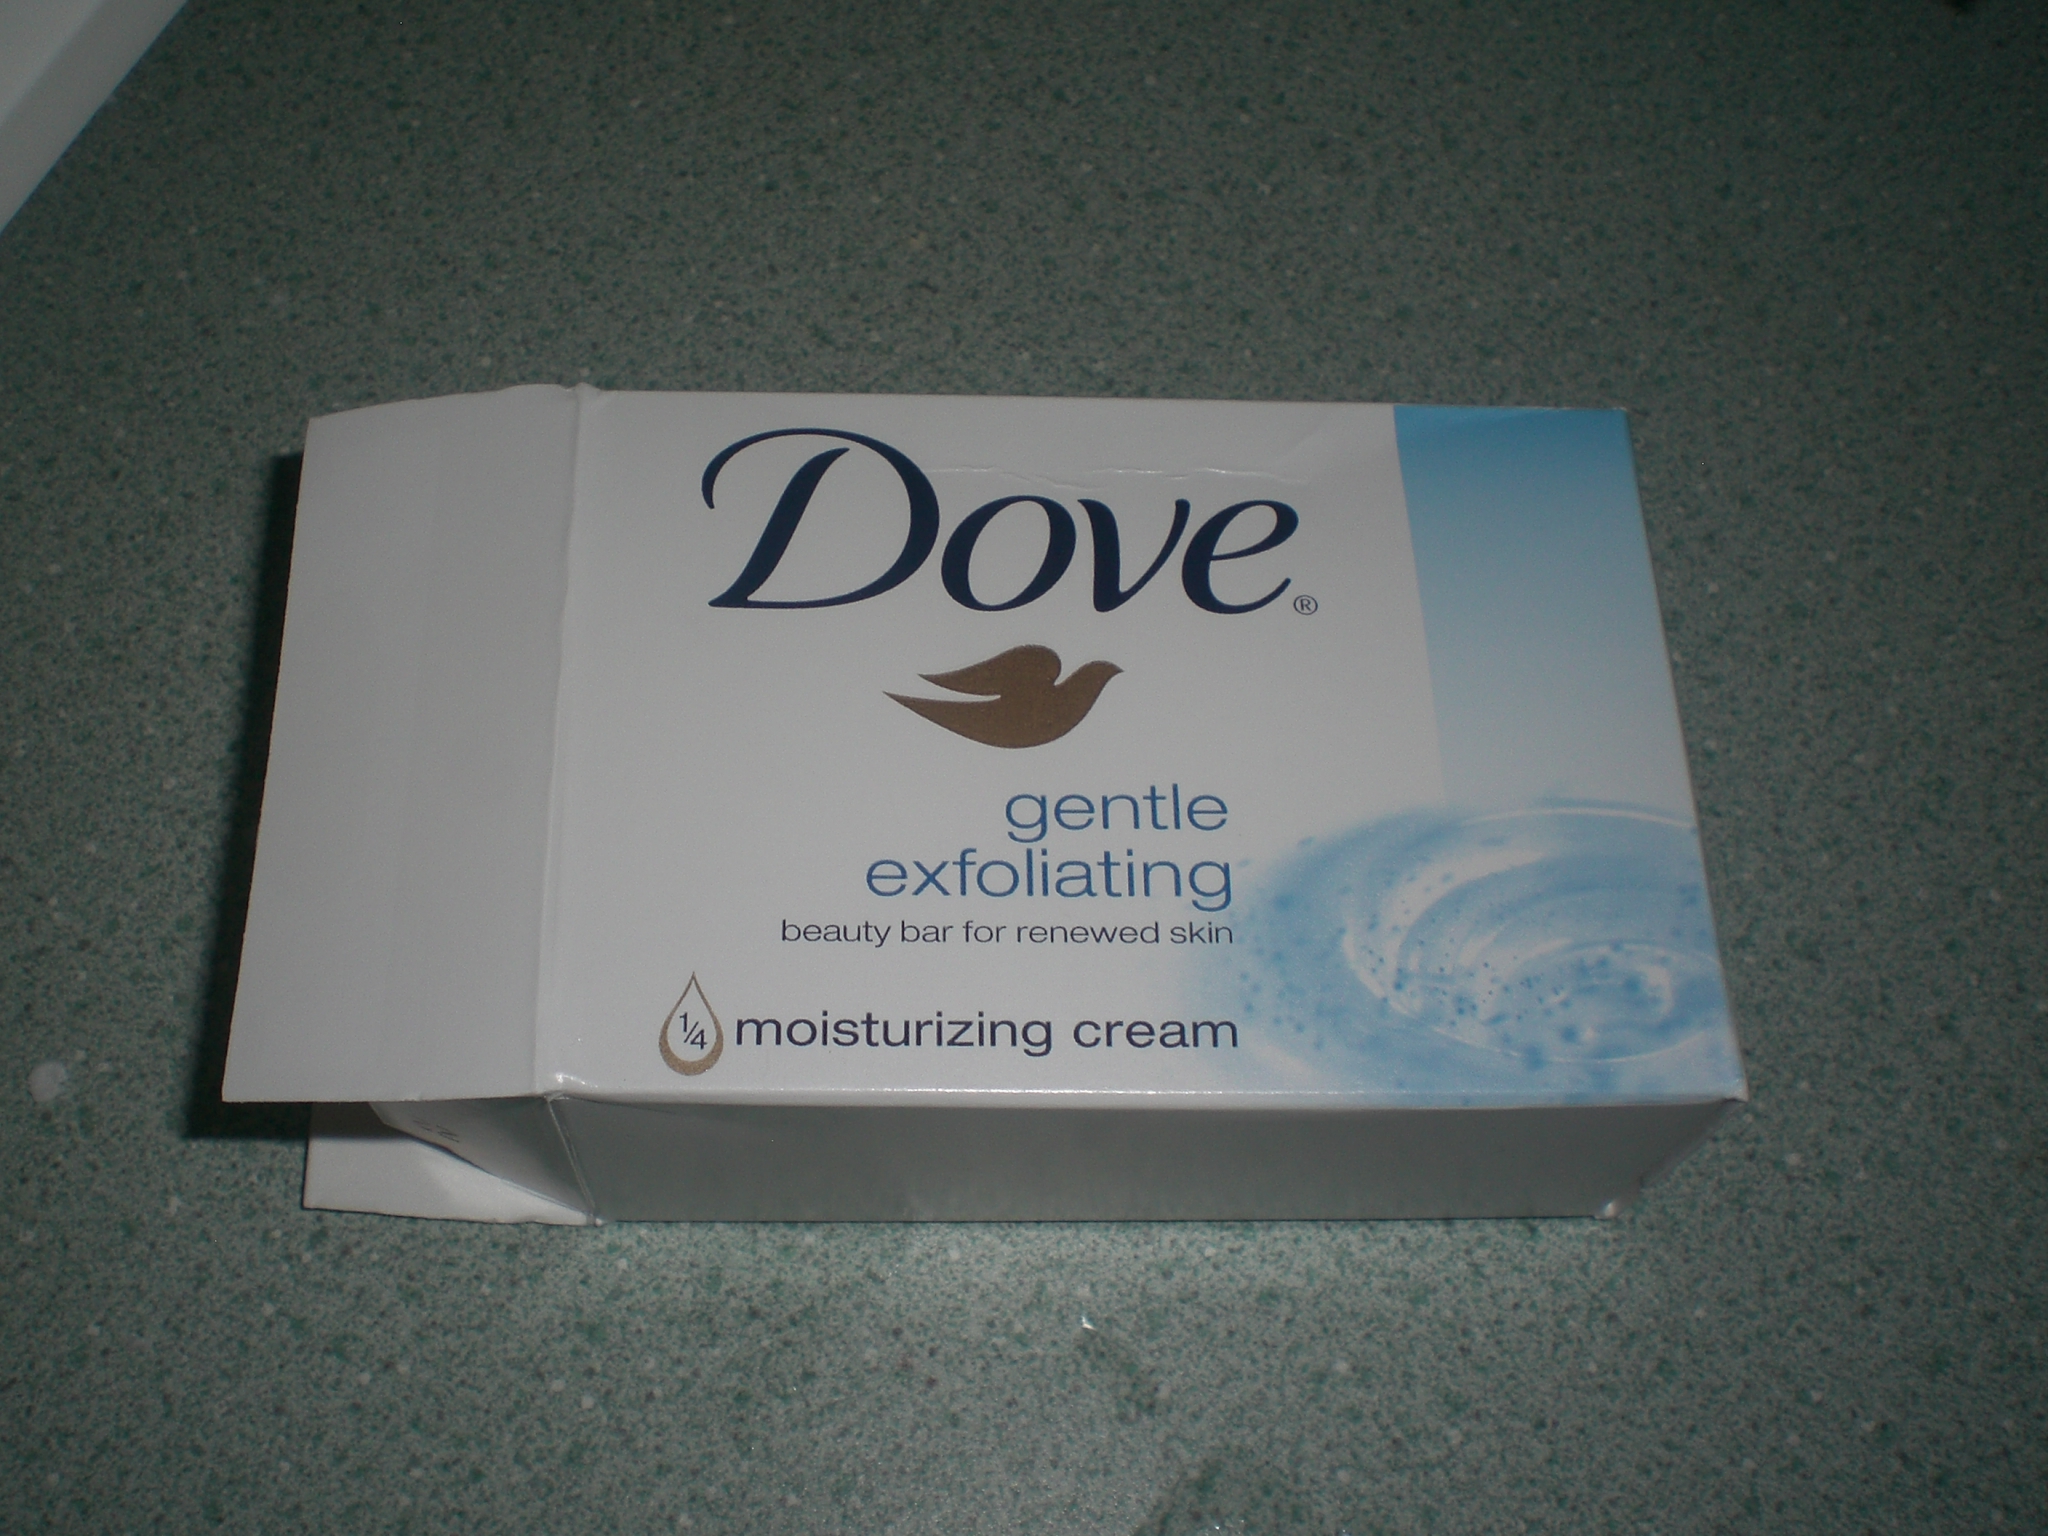 Dove®
gentle
exfoliating
beauty bar for renewed skin
1/4 moisturizing cream